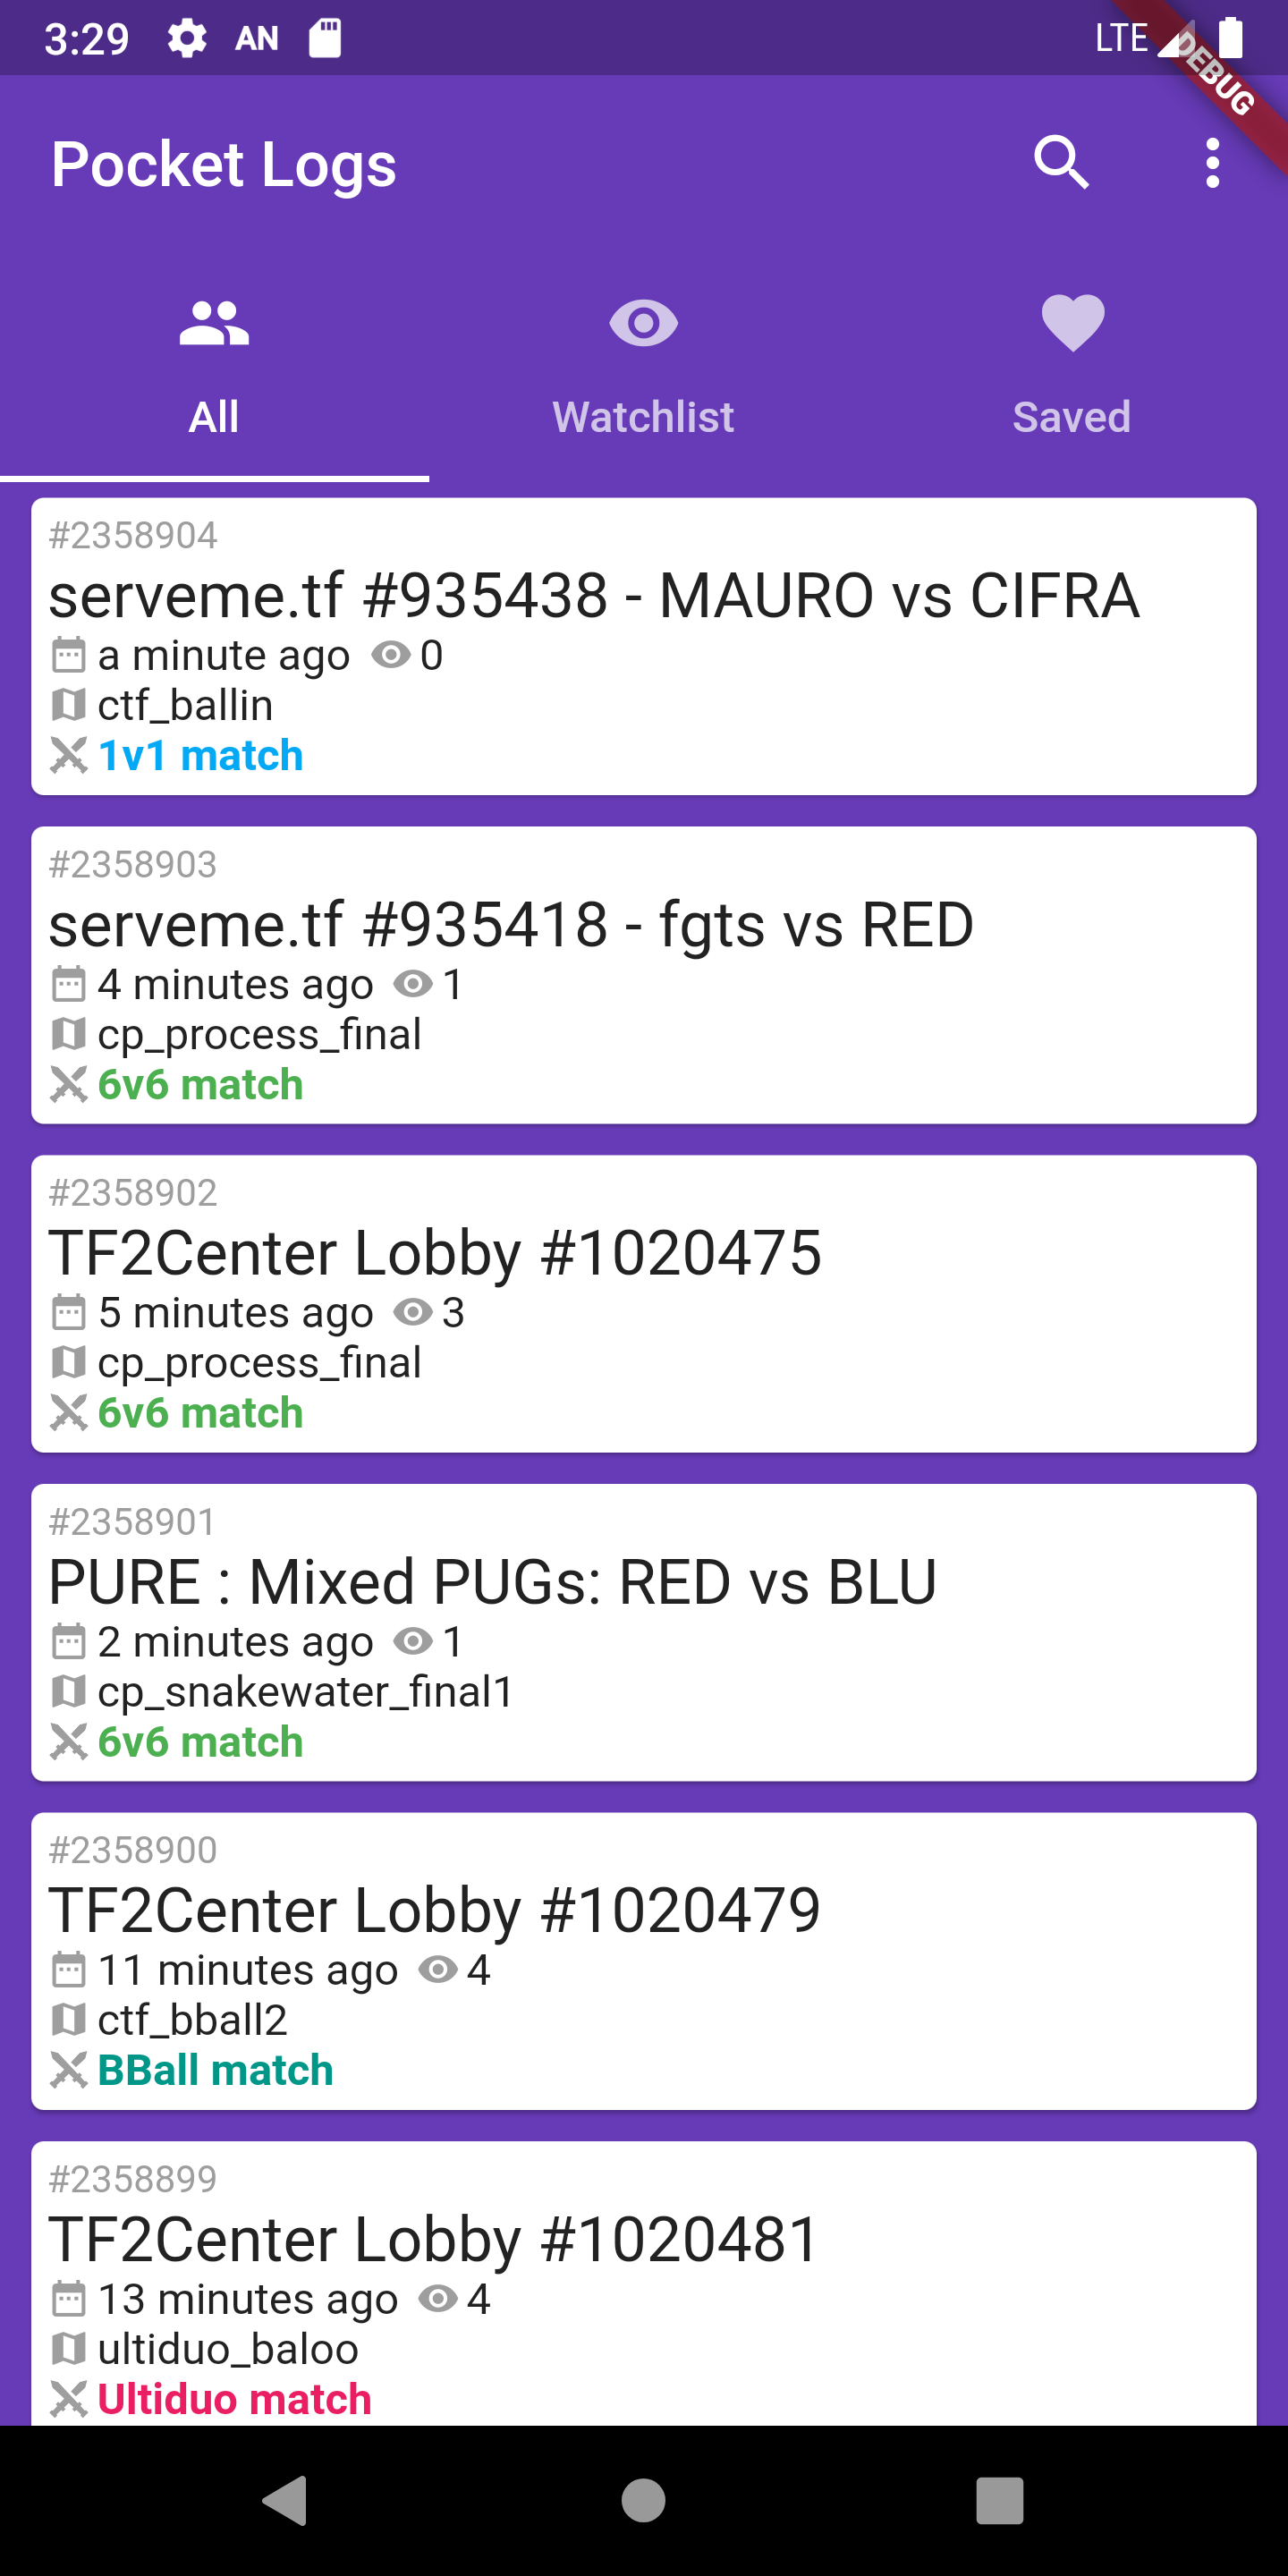 3:29 AN LTE
DEBUG
Pocket Logs
All Watchlist Saved
#2358904
serveme.tf #935438 - MAURO vs CIFRA
a minute ago 0
ctf_ballin
1v1 match
#2358903
serveme.tf #935418 - fgts vs RED
4 minutes ago 1
cp_process_final
6v6 match
#2358902
TF2Center Lobby #1020475
5 minutes ago 3
cp_process_final
6v6 match
#2358901
PURE : Mixed PUGs: RED vs BLU
2 minutes ago 1
cp_snakewater_final1
6v6 match
#2358900
TF2Center Lobby #1020479
11 minutes ago 4
ctf_bball2
BBall match
#2358899
TF2Center Lobby #1020481
13 minutes ago 4
ultiduo_baloo
Ultiduo match